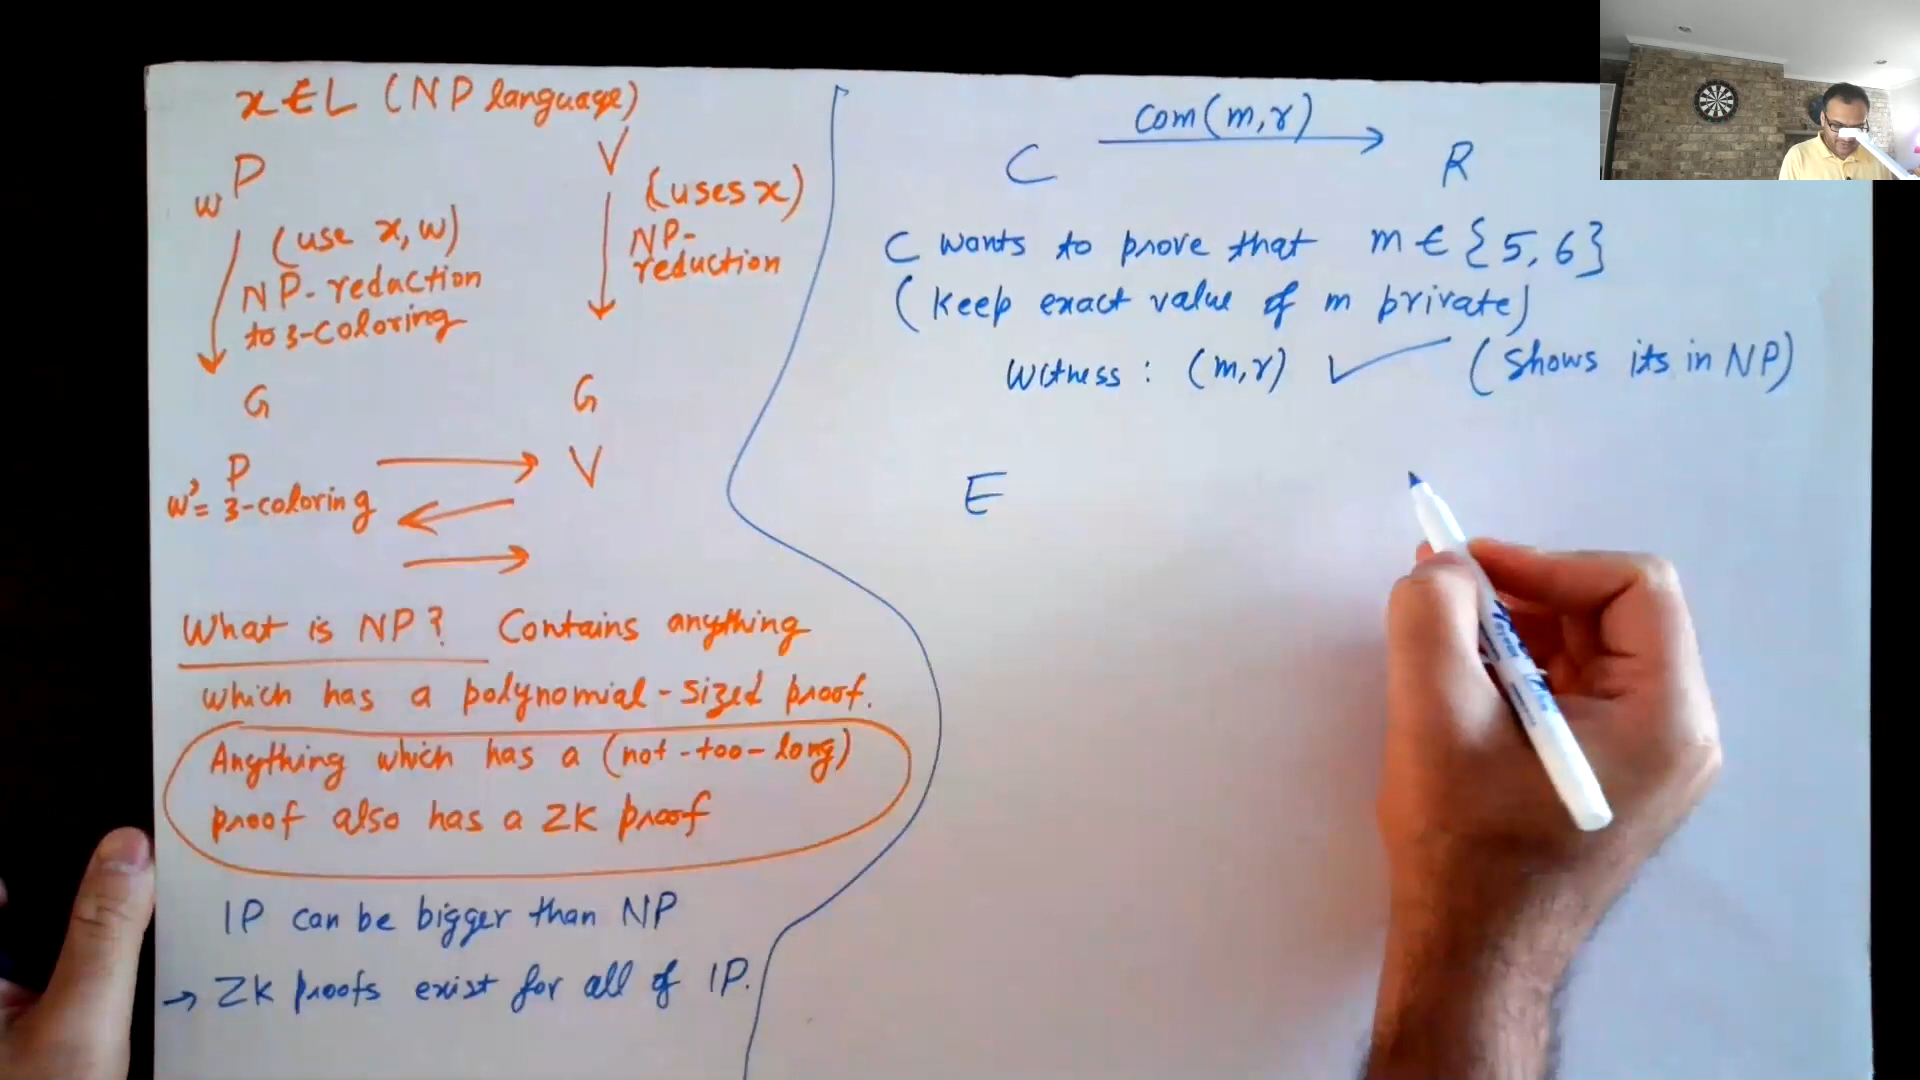 x∈L (NP language)
P V
w
(use x, w)
NP-reduction
to 3-coloring
(uses x)
NP-
reduction
G G
P V
w'= 3-coloring
What is NP? Contains anything
which has a polynomial-sized proof.
Anything which has a (not-too-long)
proof also has a ZK proof
IP can be bigger than NP
→ ZK proofs exist for all of IP.
com(m,r)
C R
C wants to prove that m ∈ {5, 6}
(keep exact value of m private)
Witness : (m,r) ✓ (shows its in NP)
E